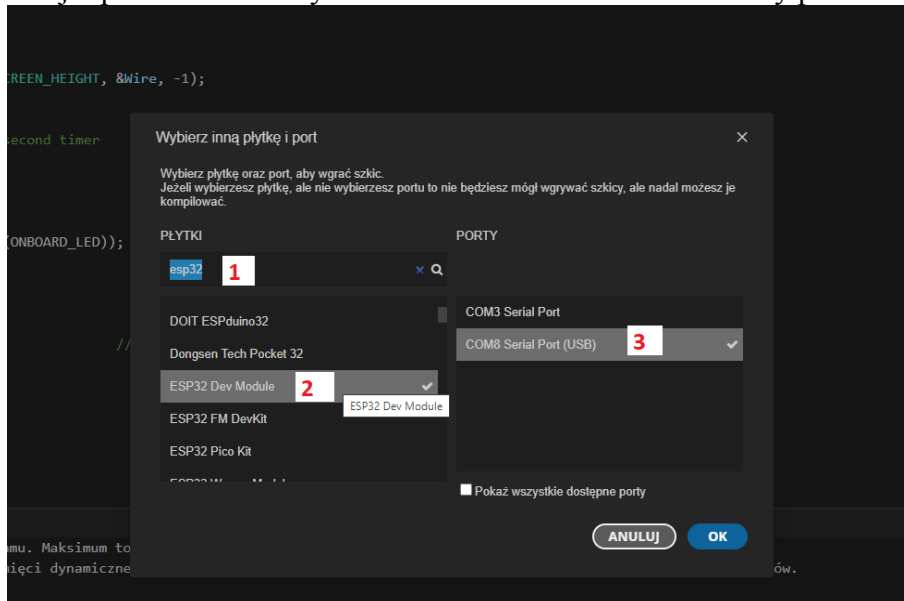 CREEN_HEIGHT, &Wire, -1);
second timer
(ONBOARD_LED));
//
Wybierz inną płytkę i port
Wybierz płytkę oraz port, aby wgrać szkic.
Jeżeli wybierzesz płytkę, ale nie wybierzesz portu to nie będziesz mógł wgrywać szkicy, ale nadal możesz je
kompilować.
PŁYTKI
esp32
1
DOIT ESPduino32
Dongsen Tech Pocket 32
ESP32 Dev Module
2
ESP32 Dev Module
ESP32 FM DevKit
ESP32 Pico Kit
PORTY
COM3 Serial Port
COM8 Serial Port (USB)
3
Pokaż wszystkie dostępne porty
ANULUJ
OK
amu. Maksimum to
mięci dynamiczne
ów.